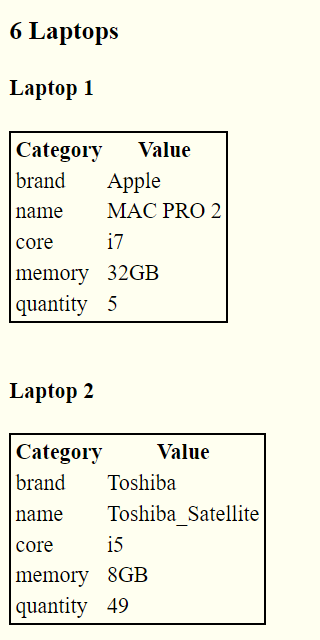 6 Laptops
Laptop 1
Category Value
brand Apple
name MAC PRO 2
core i7
memory 32GB
quantity 5
Laptop 2
Category Value
brand Toshiba
name Toshiba_Satellite
core i5
memory 8GB
quantity 49